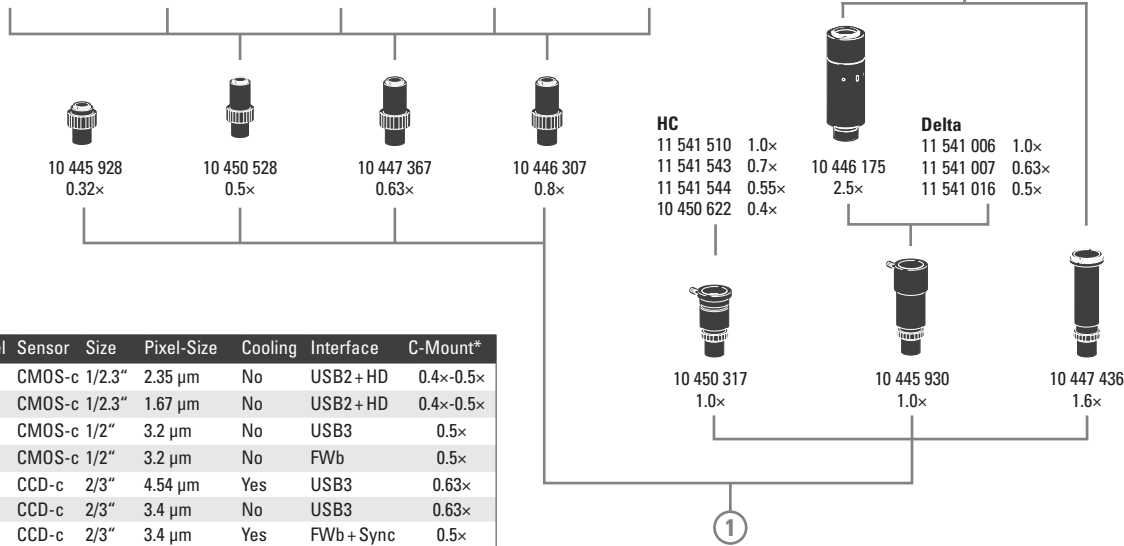 10 445 928
0.32×
10 450 528
0.5×
10 447 367
0.63×
10 446 307
0.8×
HC
11 541 510 1.0×
11 541 543 0.7×
11 541 544 0.55×
10 450 622 0.4×
10 446 175
2.5×
Delta
11 541 006 1.0×
11 541 007 0.63×
11 541 016 0.5×
10 450 317
1.0×
10 445 930
1.0×
10 447 436
1.6×
Sensor Size Pixel-Size Cooling Interface C-Mount*
CMOS-c 1/2.3“ 2.35 µm No USB2+HD 0.4×-0.5×
CMOS-c 1/2.3“ 1.67 µm No USB2+HD 0.4×-0.5×
CMOS-c 1/2“ 3.2 µm No USB3 0.5×
CMOS-c 1/2“ 3.2 µm No FWb 0.5×
CCD-c 2/3“ 4.54 µm Yes USB3 0.63×
CCD-c 2/3“ 3.4 µm No USB3 0.63×
CCD-c 2/3“ 3.4 µm Yes FWb+Sync 0.5×
1